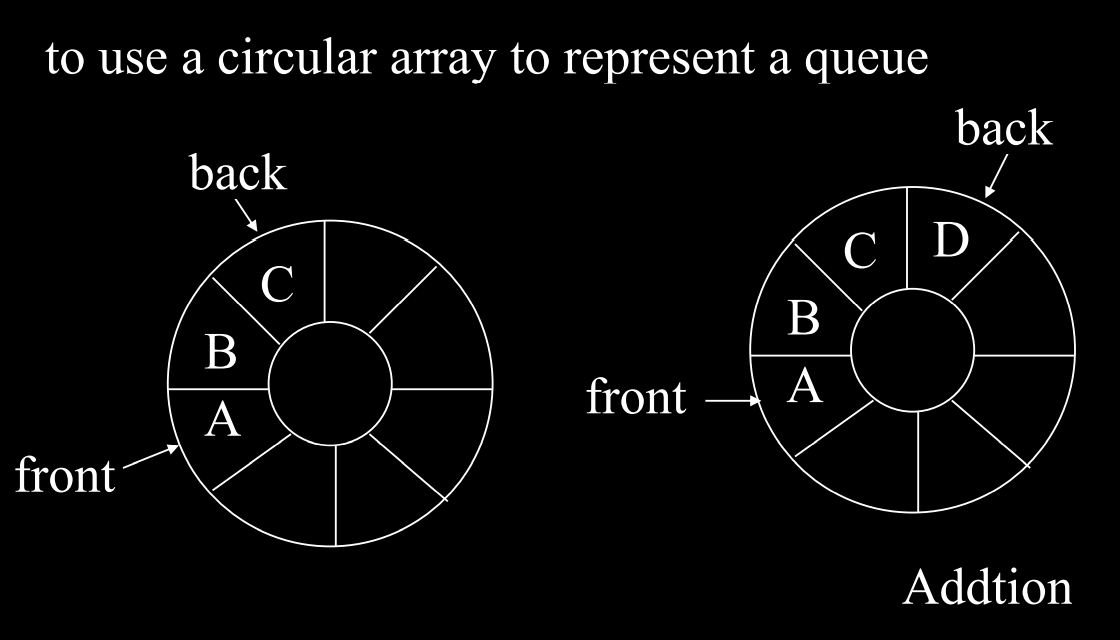 to use a circular array to represent a queue
back
C
B
A
front
back
C
D
B
A
front
Addtion